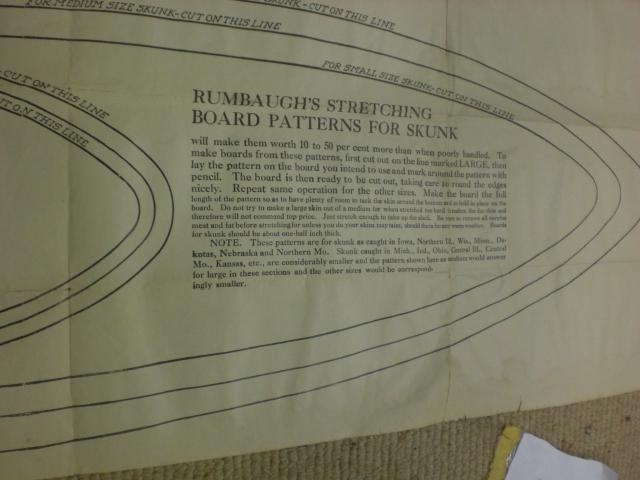 SKUNK - CUT ON THIS LINE
FOR MEDIUM SIZE SKUNK - CUT ON THIS LINE
FOR SMALL SIZE SKUNK - CUT ON THIS LINE
CUT ON THIS LINE
CUT ON THIS LINE
RUMBAUGH'S STRETCHING
BOARD PATTERNS FOR SKUNK
will make them worth 10 to 50 per cent more than when poorly handled. To
make boards from these patterns, first cut out on the line marked LARGE, then
lay the pattern on the board you intend to use and mark around the pattern with
pencil. The board is then ready to be cut out, taking care to round the edges
nicely. Repeat same operation for the other sizes. Make the board the full
length of the pattern so as to have plenty of room to tack the skin around the bottom and to hold in place on the
board. Do not try to make a large skin out of a medium for when stretched too hard it makes the fur thin and
therefore will not command top price. Just stretch enough to take up the slack. Be sure to remove all surplus
meat and fat before stretching for unless you do your skins may taint, should there be any warm weather. Boards
for skunk should be about one-half inch thick.
NOTE. These patterns are for skunk as caught in Iowa, Northern Ill., Wis., Minn., Da-
kotas, Nebraska and Northern Mo. Skunk caught in Mich., Ind., Ohio, Central Ill., Central
Mo., Kansas, etc., are considerably smaller and the pattern shown here as medium would answer
for large in these sections and the other sizes would be correspond-
ingly smaller.